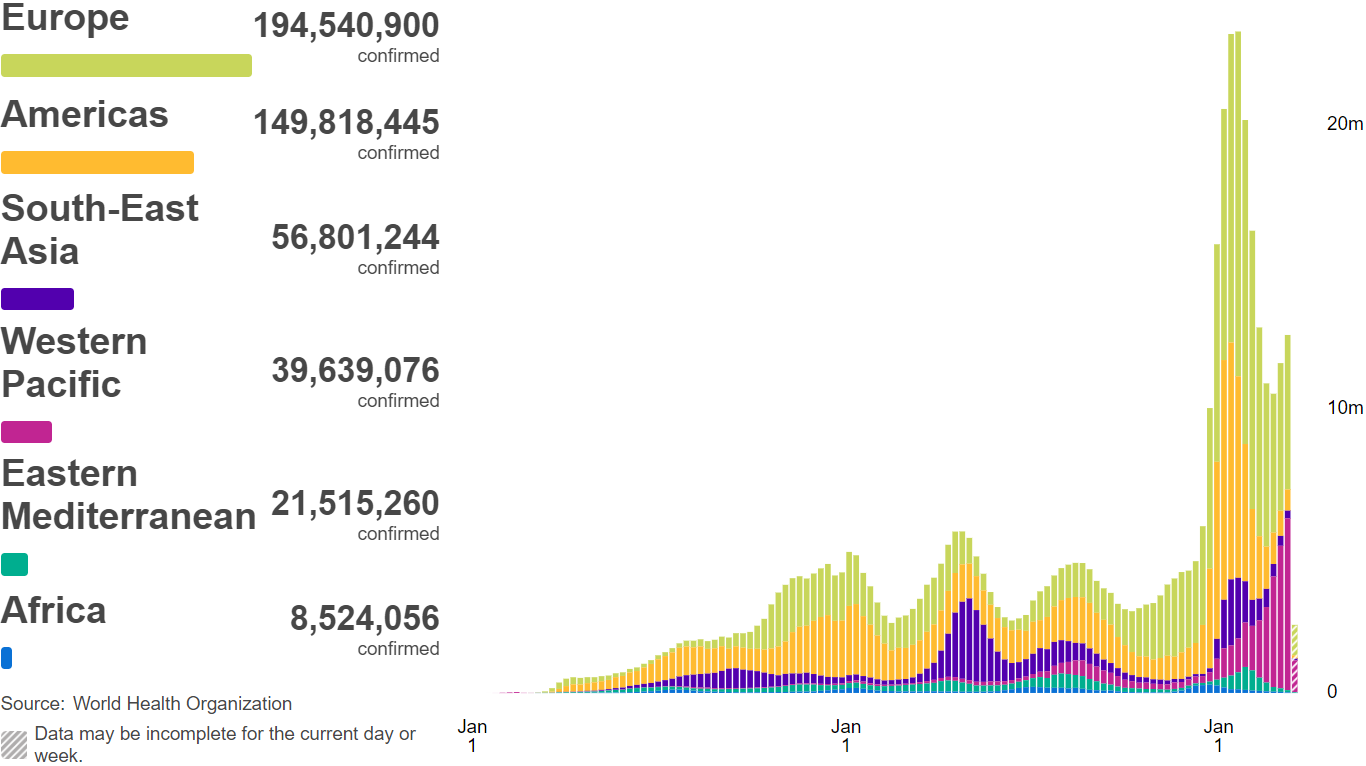 Europe
194,540,900
confirmed
Americas
149,818,445
confirmed
South-East
Asia
56,801,244
confirmed
Western
Pacific
39,639,076
confirmed
Eastern
Mediterranean
21,515,260
confirmed
Africa
8,524,056
confirmed
Source: World Health Organization
Data may be incomplete for the current day or
week.
20m
10m
0
Jan
1
Jan
1
Jan
1